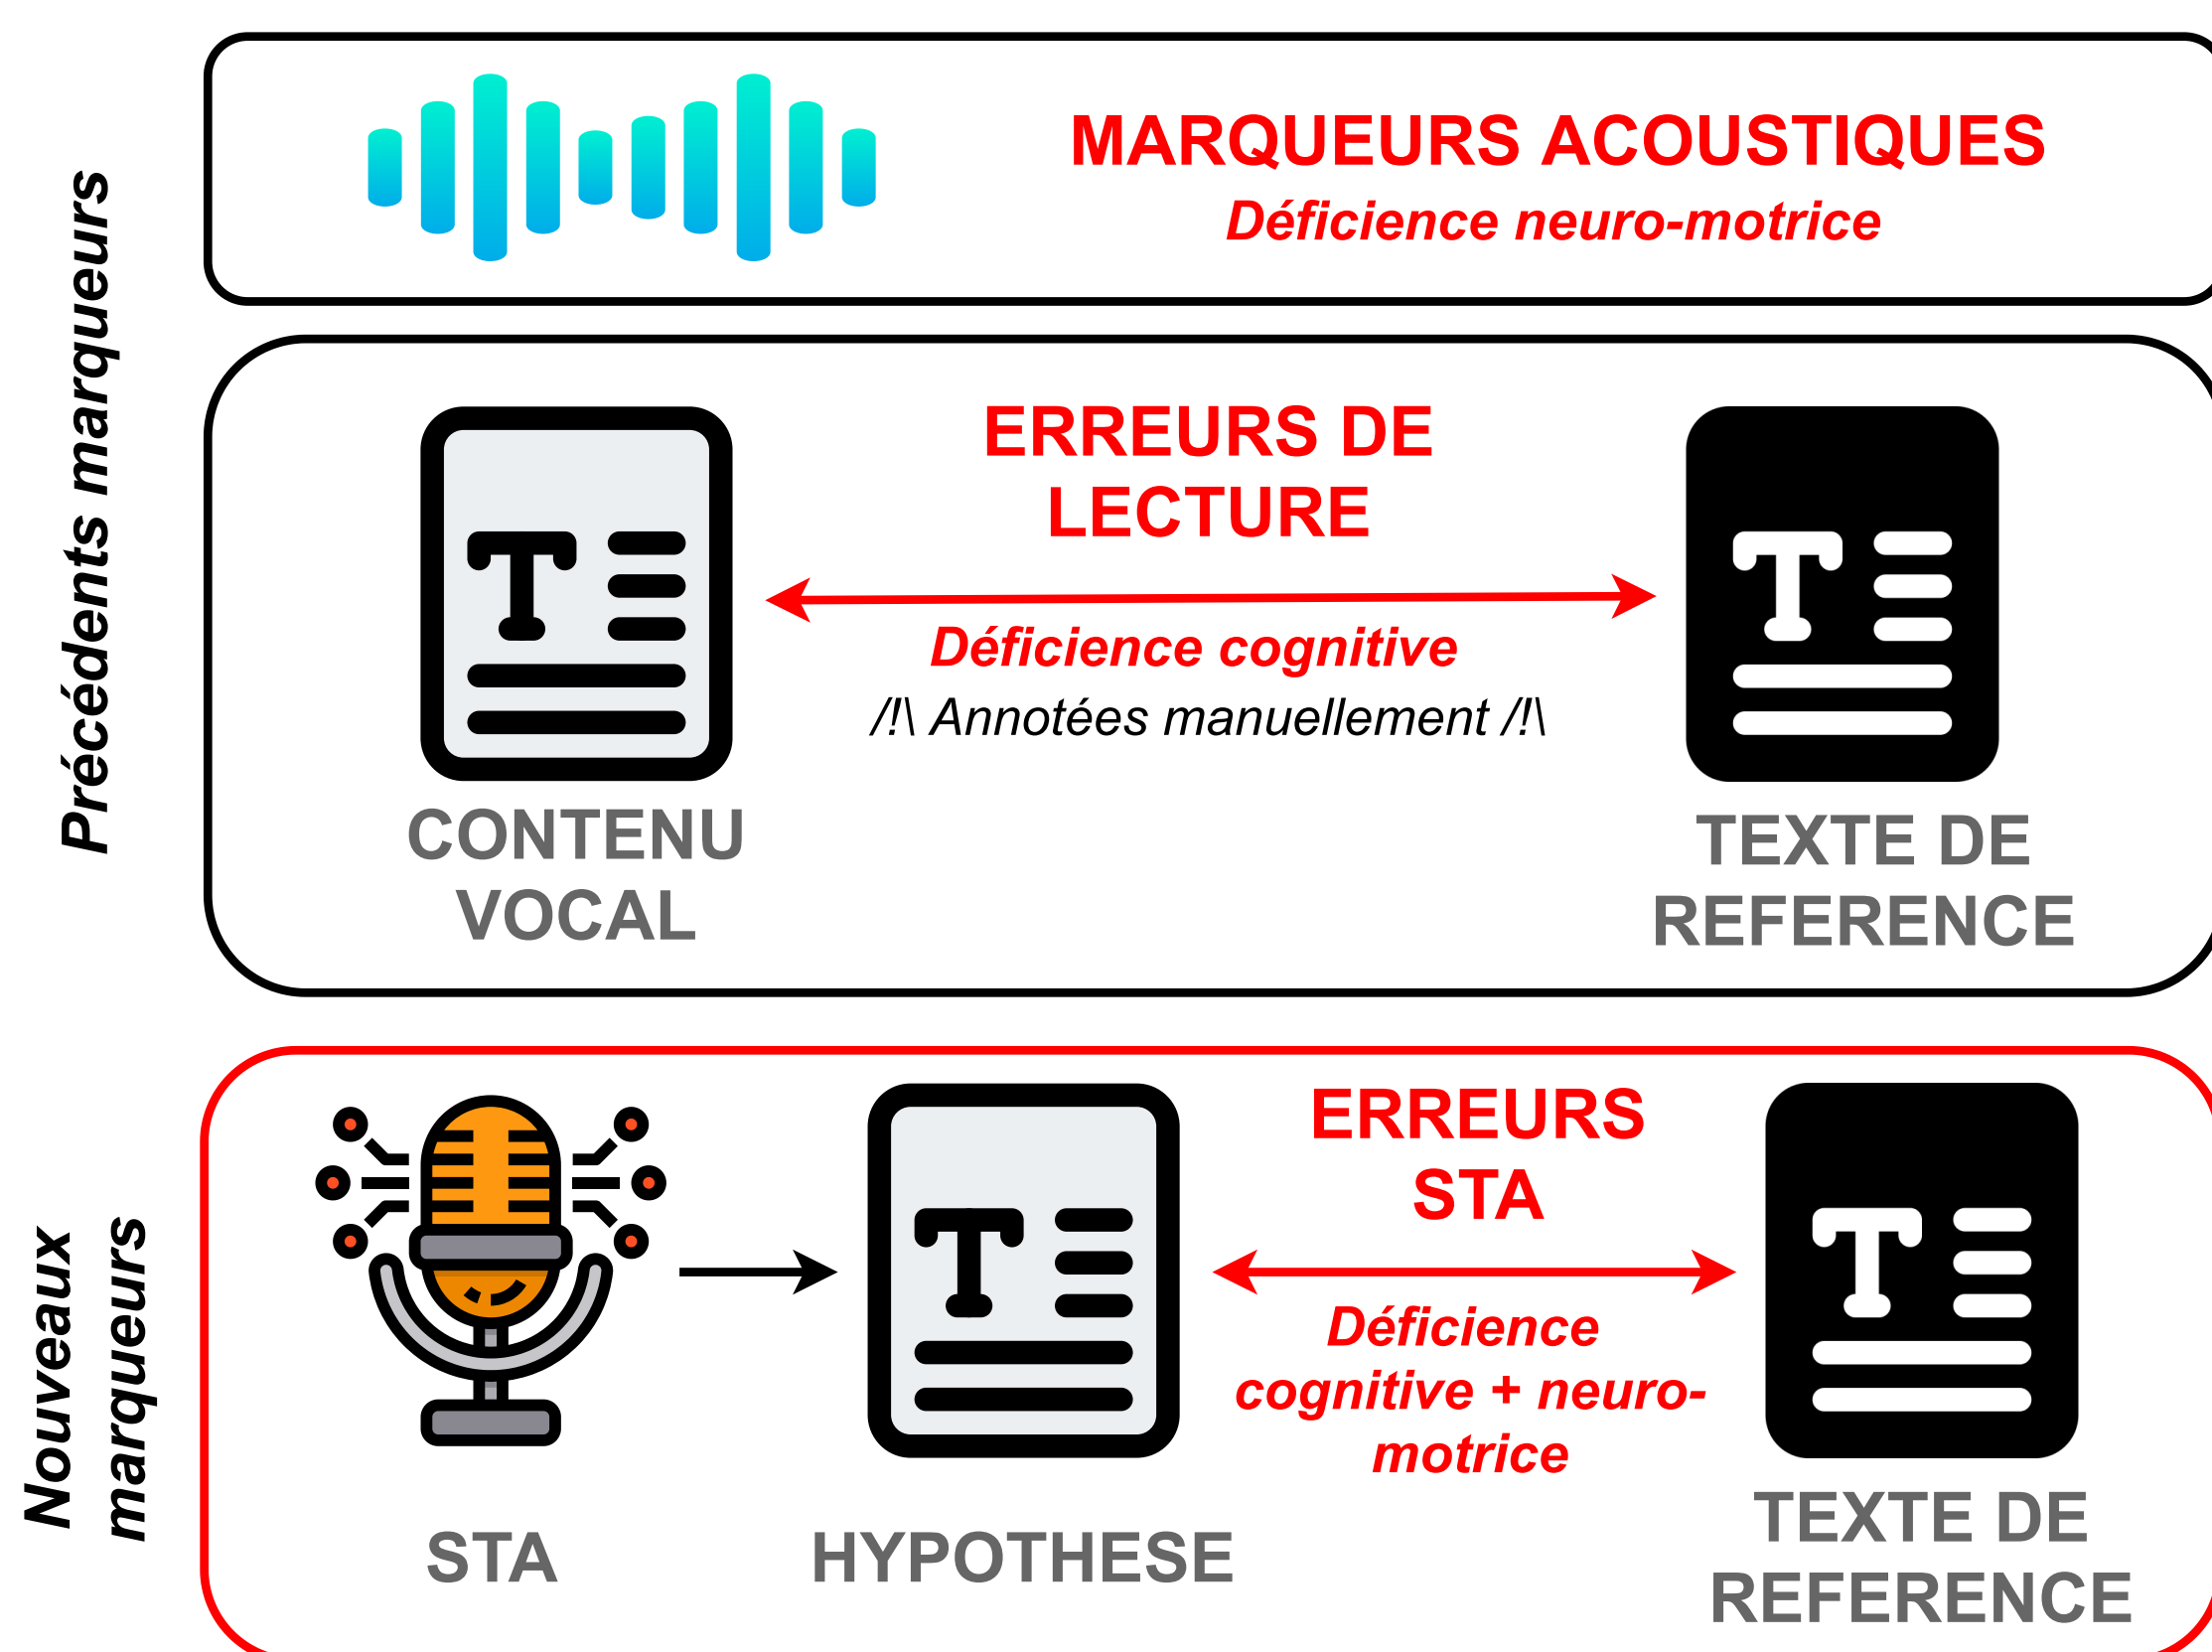 Précédents marqueurs
MARQUEURS ACOUSTIQUES
Déficience neuro-motrice
ERREURS DE
LECTURE
T
T
Déficience cognitive
/!\ Annotées manuellement /!\
CONTENU
VOCAL
TEXTE DE
REFERENCE
Nouveaux
marqueurs
ERREURS
STA
T
T
Déficience
cognitive + neuro-
motrice
STA
HYPOTHESE
TEXTE DE
REFERENCE